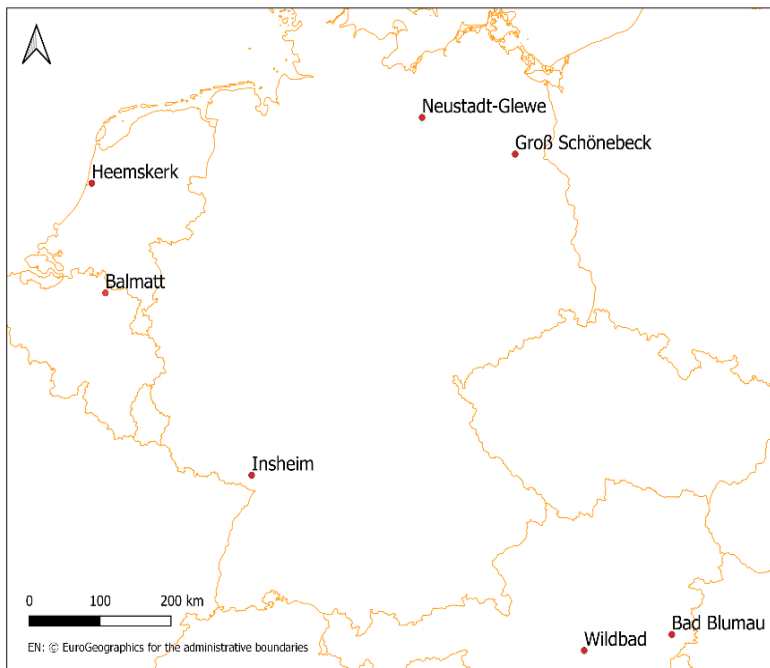 Neustadt-Glewe
Groß Schönebeck
Heemskerk
Balmatt
Insheim
0 100 200 km
Bad Blumau
Wildbad
EN: © EuroGeographics for the administrative boundaries